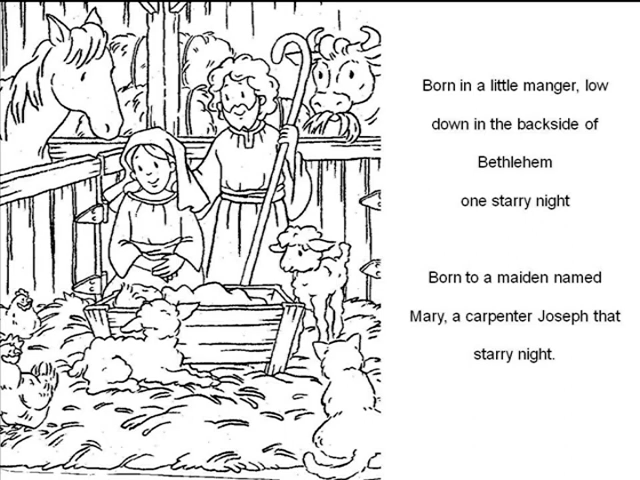 Born in a little manger, low
down in the backside of
Bethlehem
one starry night
Born to a maiden named
Mary, a carpenter Joseph that
starry night.